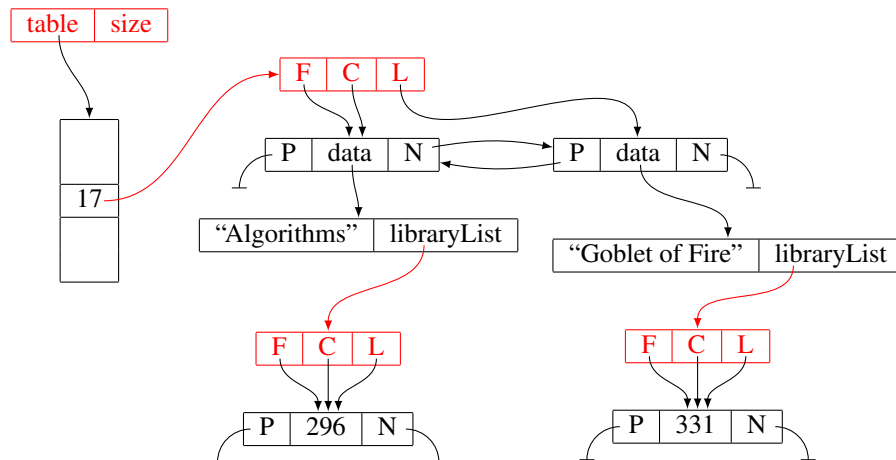 table size
F C L
P data N P data N
17
“Algorithms” libraryList
“Goblet of Fire” libraryList
F C L F C L
P 296 N P 331 N